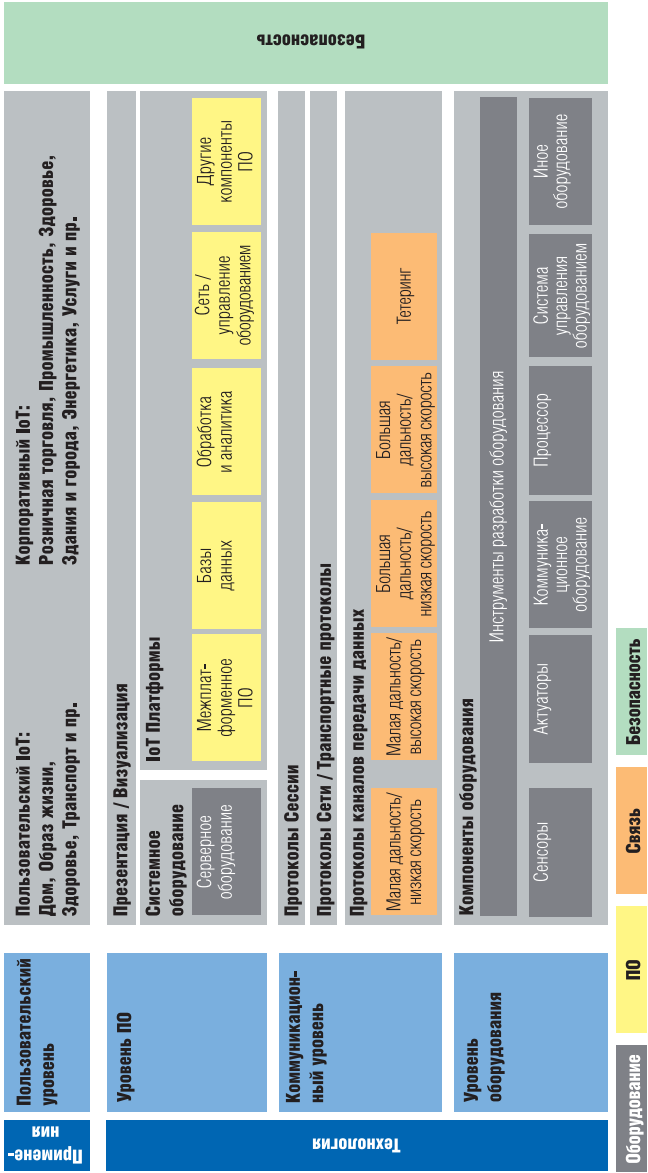 Примене-
ния
Пользовательский
уровень
Пользовательский IoT:
Дом, Образ жизни,
Здоровье, Транспорт и пр.
Корпоративный IoT:
Розничная торговля, Промышленность, Здоровье,
Здания и города, Энергетика, Услуги и пр.
Технология
Уровень ПО
Презентация / Визуализация
Системное
оборудование
Серверное
оборудование
IoT Платформы
Межплат-
форменное
ПО
Базы
данных
Обработка
и аналитика
Сеть /
управление
оборудованием
Другие
компоненты
ПО
Коммуникацион-
ный уровень
Протоколы Сессии
Протоколы Сети / Транспортные протоколы
Протоколы каналов передачи данных
Малая дальность/
низкая скорость
Малая дальность/
высокая скорость
Большая
дальность/
низкая скорость
Большая
дальность/
высокая скорость
Тетеринг
Уровень
оборудования
Компоненты оборудования
Инструменты разработки оборудования
Сенсоры
Актуаторы
Коммуника-
ционное
оборудование
Процессор
Система
управления
оборудованием
Иное
оборудование
Безопасность
Оборудование
ПО
Связь
Безопасность